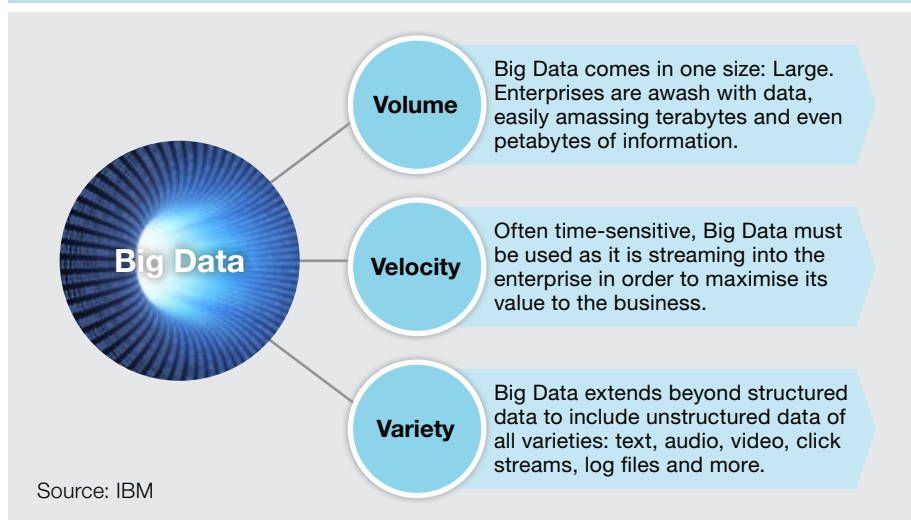 Big Data
Volume
Big Data comes in one size: Large.
Enterprises are awash with data,
easily amassing terabytes and even
petabytes of information.
Velocity
Often time-sensitive, Big Data must
be used as it is streaming into the
enterprise in order to maximise its
value to the business.
Variety
Big Data extends beyond structured
data to include unstructured data of
all varieties: text, audio, video, click
streams, log files and more.
Source: IBM